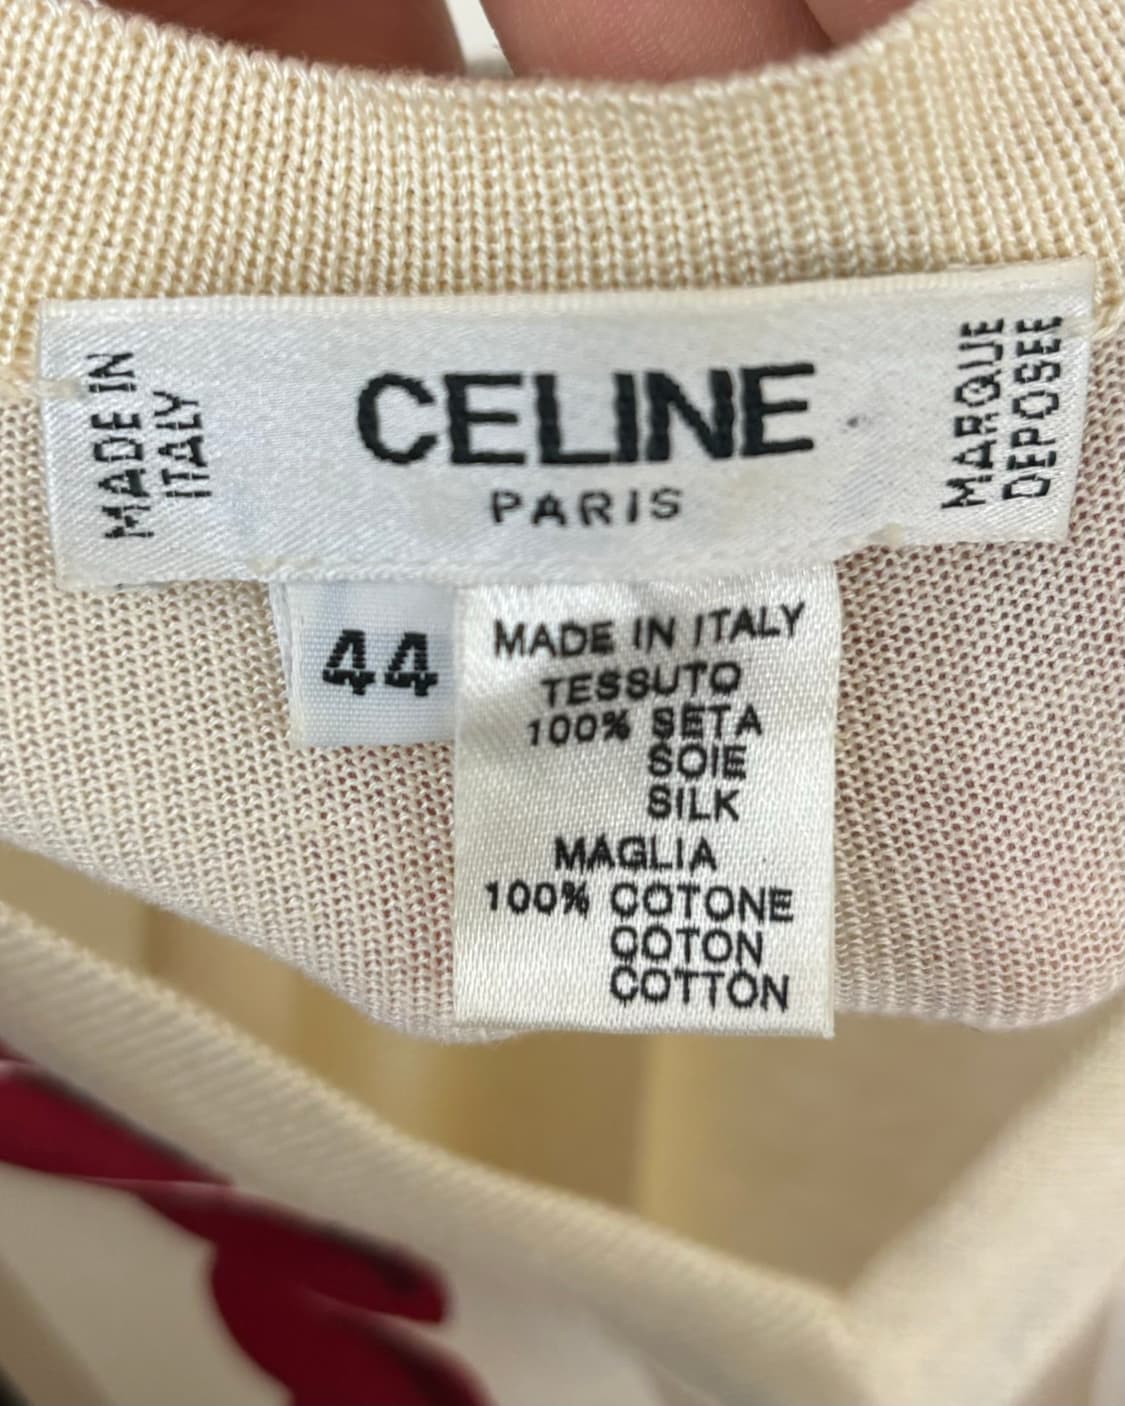 MADE IN
ITALY
CELINE
PARIS
MARQUE
DEPOSEE
44
MADE IN ITALY
TESSUTO
100% SETA
SOIE
SILK
MAGLIA
100% COTONE
COTON
COTTON